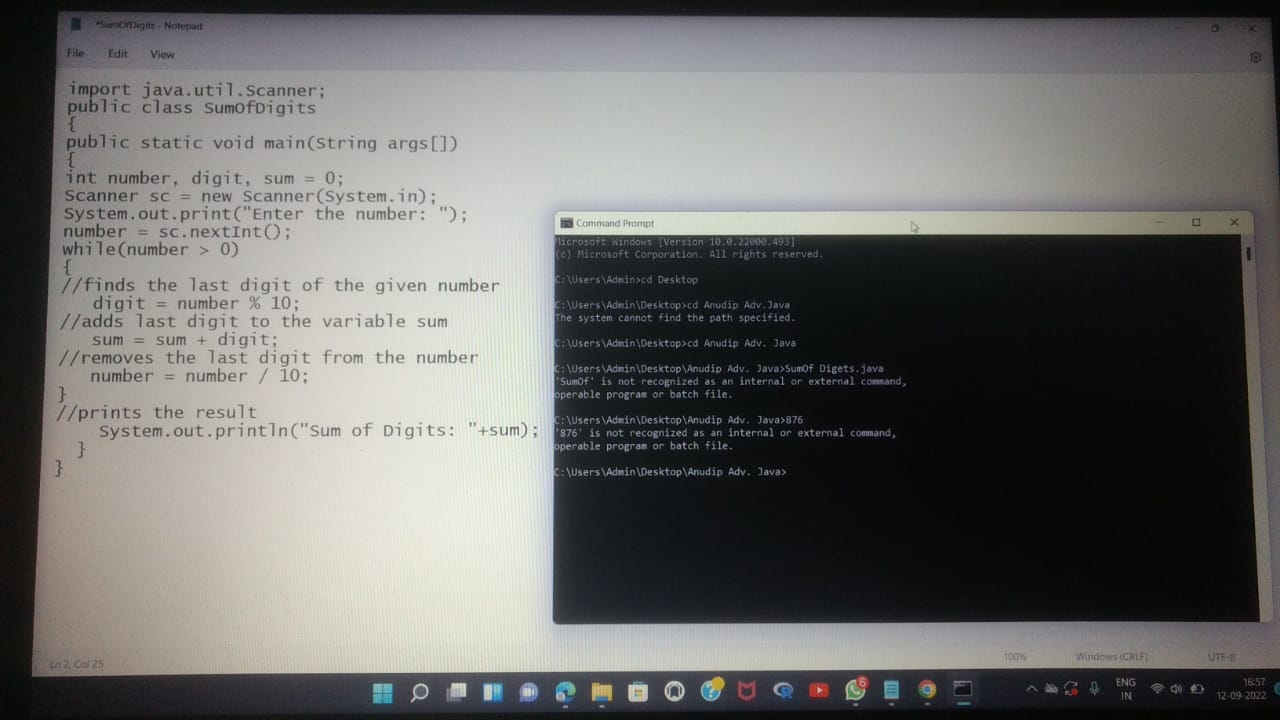 *SumOfDigits - Notepad
File Edit View
import java.util.Scanner;
public class SumOfDigits
{
public static void main(String args[])
{
int number, digit, sum = 0;
Scanner sc = new Scanner(System.in);
System.out.print("Enter the number: ");
number = sc.nextInt();
while(number > 0)
{
//finds the last digit of the given number
digit = number % 10;
//adds last digit to the variable sum
sum = sum + digit;
//removes the last digit from the number
number = number / 10;
}
//prints the result
System.out.println("Sum of Digits: "+sum);
}
}
Command Prompt
Microsoft Windows [Version 10.0.22000.493]
(c) Microsoft Corporation. All rights reserved.
C:\Users\Admin>cd Desktop
C:\Users\Admin\Desktop>cd Anudip Adv.Java
The system cannot find the path specified.
C:\Users\Admin\Desktop>cd Anudip Adv. Java
C:\Users\Admin\Desktop\Anudip Adv. Java>SumOf Digets.java
'SumOf' is not recognized as an internal or external command,
operable program or batch file.
C:\Users\Admin\Desktop\Anudip Adv. Java>876
'876' is not recognized as an internal or external command,
operable program or batch file.
C:\Users\Admin\Desktop\Anudip Adv. Java>
Ln 2, Col 25 100% Windows (CRLF) UTF-8
6
ENG
IN
16:57
12-09-2022